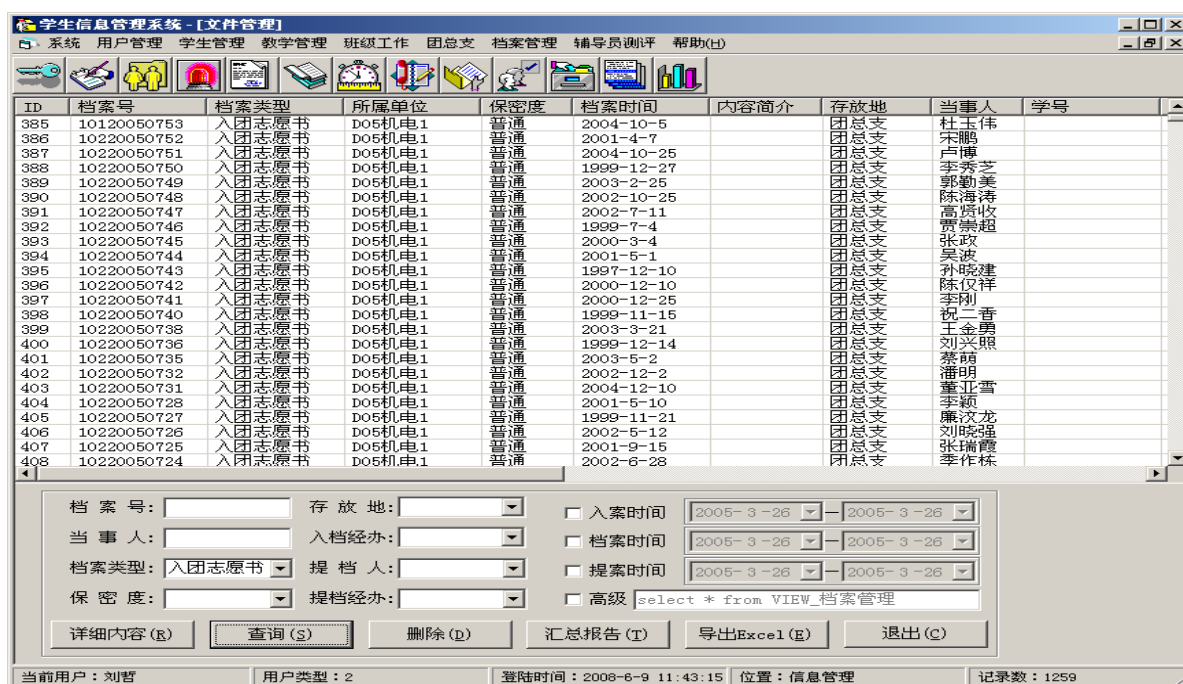 学生信息管理系统 - [文件管理]
系统 用户管理 学生管理 教学管理 班级工作 团总支 档案管理 辅导员测评 帮助(H)
ID 档案号 档案类型 所属单位 保密度 档案时间 内容简介 存放地 当事人 学号
385 10120050753 入团志愿书 D05机电1 普通 2004-10-5 团总支 杜玉伟
386 10220050752 入团志愿书 D05机电1 普通 2001-4-7 团总支 宋鹏
387 10220050751 入团志愿书 D05机电1 普通 2004-10-25 团总支 卢博
388 10220050750 入团志愿书 D05机电1 普通 1999-12-27 团总支 李秀芝
389 10220050749 入团志愿书 D05机电1 普通 2003-2-25 团总支 郭勤美
390 10220050748 入团志愿书 D05机电1 普通 2002-10-25 团总支 陈海涛
391 10220050747 入团志愿书 D05机电1 普通 2002-7-11 团总支 高贤收
392 10220050746 入团志愿书 D05机电1 普通 1999-7-4 团总支 贾崇超
393 10220050745 入团志愿书 D05机电1 普通 2000-3-4 团总支 张政
394 10220050744 入团志愿书 D05机电1 普通 2001-5-1 团总支 吴波
395 10220050743 入团志愿书 D05机电1 普通 1997-12-10 团总支 孙晓建
396 10220050742 入团志愿书 D05机电1 普通 2000-12-10 团总支 陈仪祥
397 10220050741 入团志愿书 D05机电1 普通 2000-12-25 团总支 李刚
398 10220050740 入团志愿书 D05机电1 普通 1999-11-15 团总支 祝二香
399 10220050738 入团志愿书 D05机电1 普通 2003-3-21 团总支 王金勇
400 10220050736 入团志愿书 D05机电1 普通 1999-12-14 团总支 刘兴照
401 10220050735 入团志愿书 D05机电1 普通 2003-5-2 团总支 蔡萌
402 10220050732 入团志愿书 D05机电1 普通 2002-12-2 团总支 潘明
403 10220050731 入团志愿书 D05机电1 普通 2004-12-10 团总支 董亚雪
404 10220050728 入团志愿书 D05机电1 普通 2001-5-10 团总支 李颖
405 10220050727 入团志愿书 D05机电1 普通 1999-11-21 团总支 廉汶龙
406 10220050726 入团志愿书 D05机电1 普通 2002-5-12 团总支 刘晓强
407 10220050725 入团志愿书 D05机电1 普通 2001-9-15 团总支 张瑞霞
408 10220050724 入团志愿书 D05机电1 普通 2002-6-28 团总支 季作栋
档 案 号: 存 放 地: 入案时间 2005- 3 -26 — 2005- 3 -26
当 事 人: 入档经办: 档案时间 2005- 3 -26 — 2005- 3 -26
档案类型: 入团志愿书 提 档 人: 提案时间 2005- 3 -26 — 2005- 3 -26
保 密 度: 提档经办: 高级 select * from VIEW_档案管理
详细内容(R) 查询(S) 删除(D) 汇总报告(T) 导出Excel(E) 退出(C)
当前用户：刘哲 用户类型：2 登陆时间：2008-6-9 11:43:15 位置：信息管理 记录数：1259